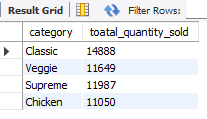 Result Grid Filter Rows:
category toatal_quantity_sold
Classic 14888
Veggie 11649
Supreme 11987
Chicken 11050